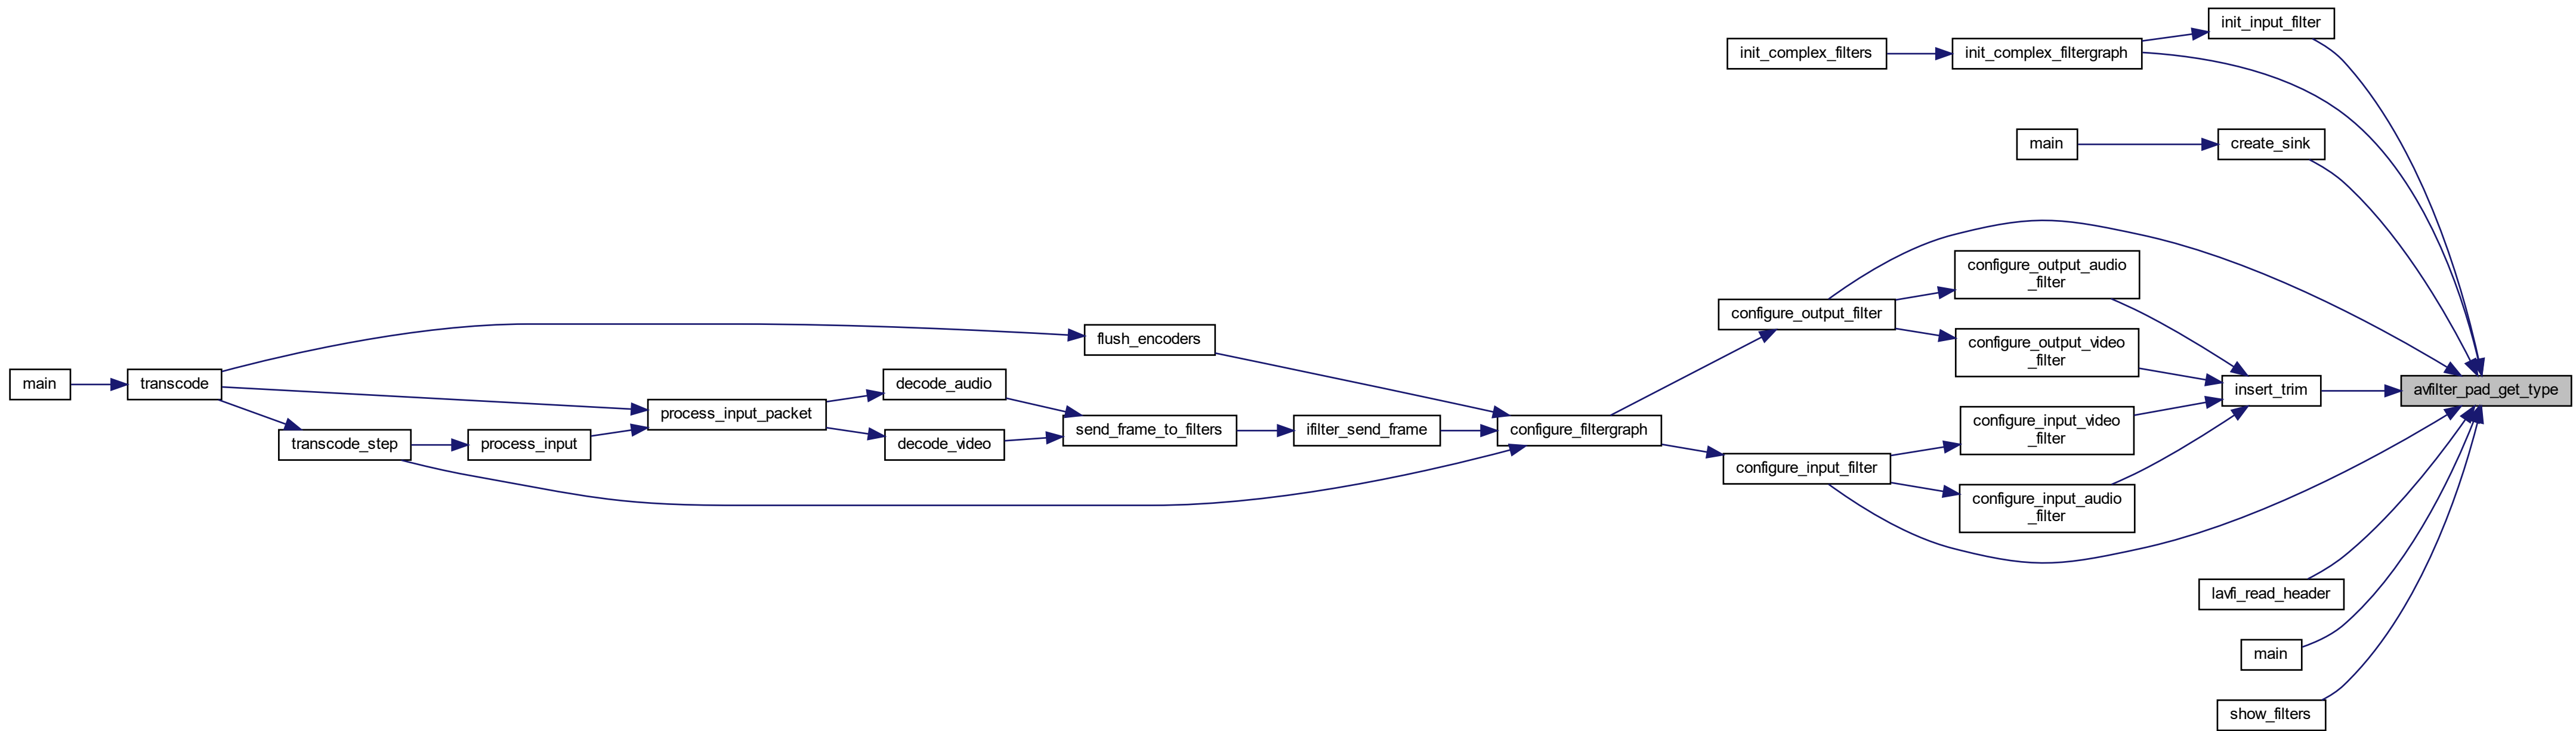 init_input_filter
init_complex_filters
init_complex_filtergraph
main
create_sink
configure_output_audio
_filter
configure_output_filter
flush_encoders
configure_output_video
_filter
main
transcode
decode_audio
insert_trim
avfilter_pad_get_type
process_input_packet
configure_input_video
_filter
transcode_step
process_input
decode_video
send_frame_to_filters
ifilter_send_frame
configure_filtergraph
configure_input_filter
configure_input_audio
_filter
lavfi_read_header
main
show_filters